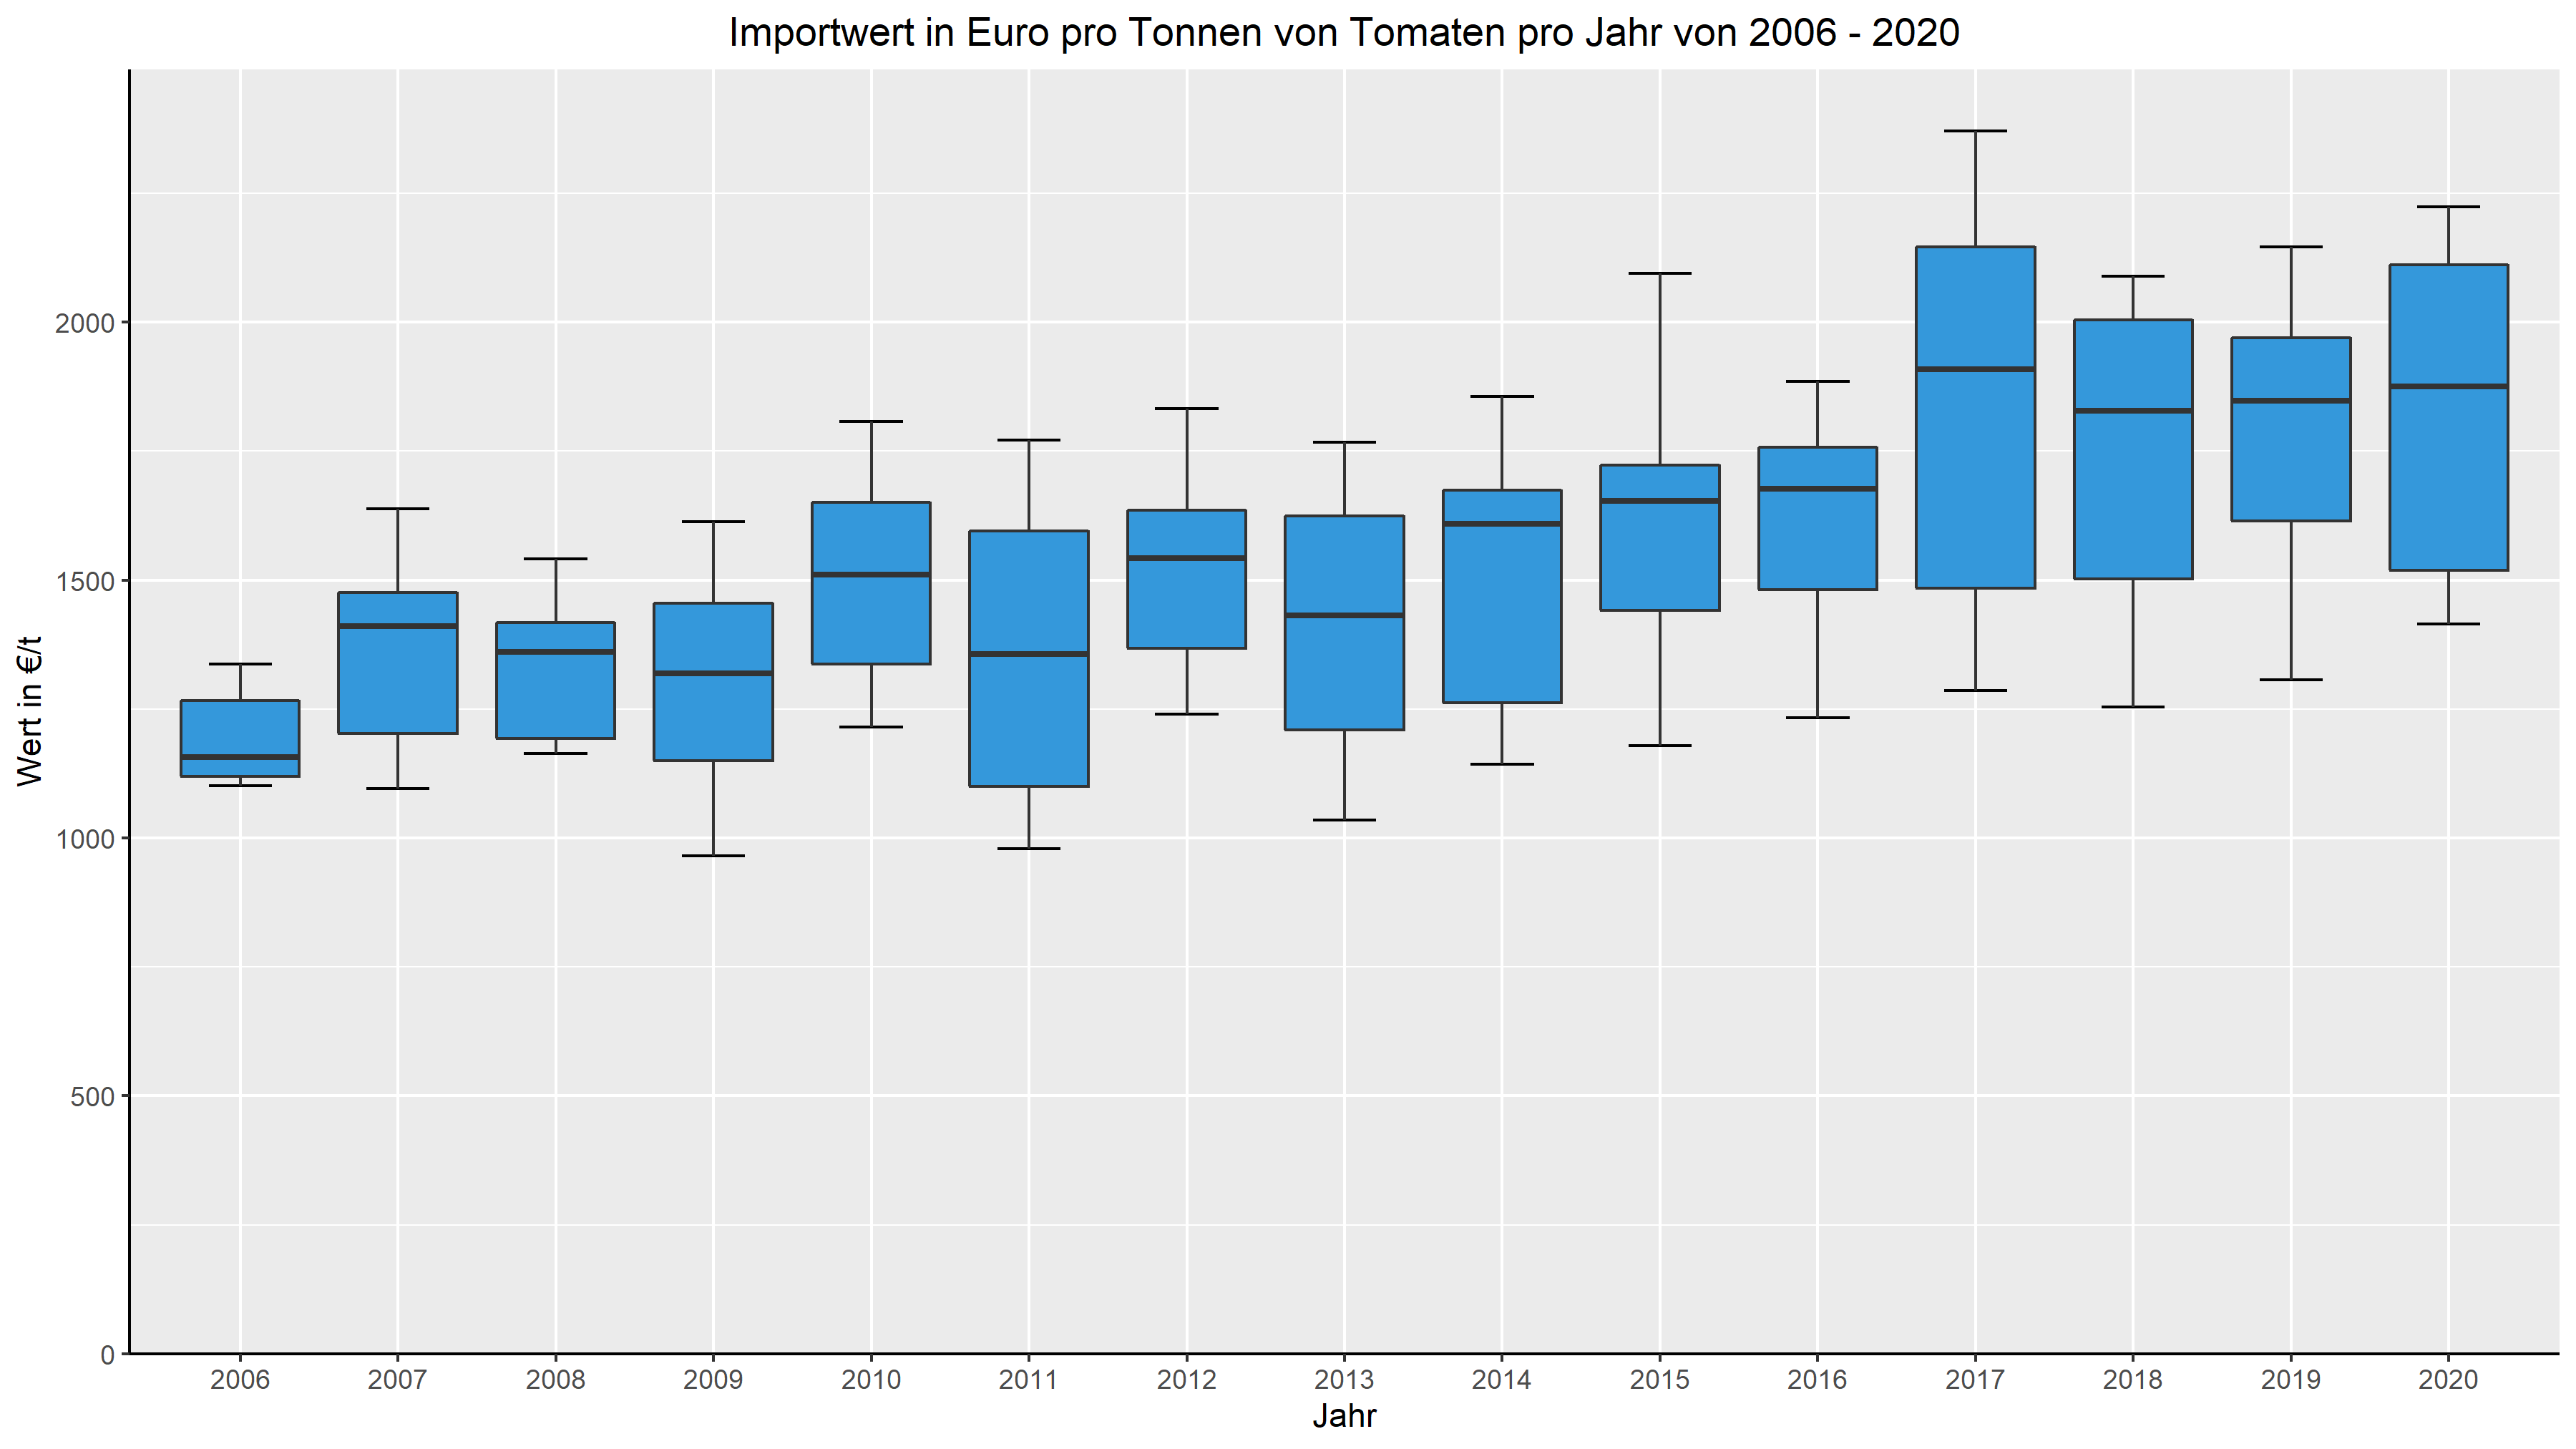 Importwert in Euro pro Tonnen von Tomaten pro Jahr von 2006 - 2020
Wert in €/t
2000
1500
1000
500
0
2006 2007 2008 2009 2010 2011 2012 2013 2014 2015 2016 2017 2018 2019 2020
Jahr